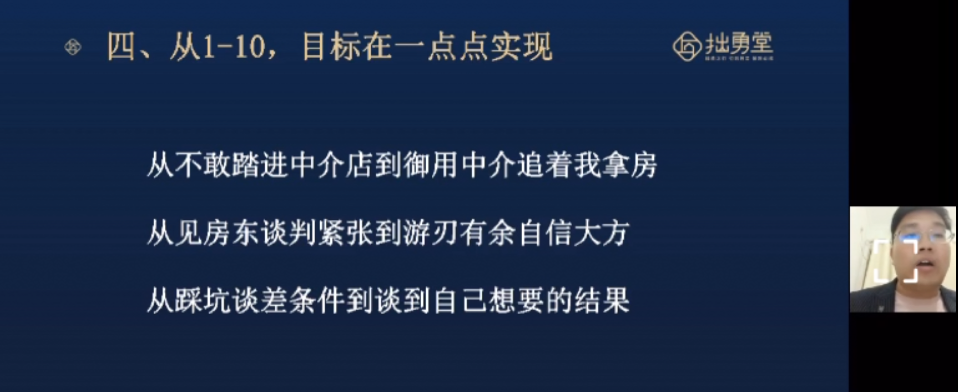 四、从1-10，目标在一点点实现
拙勇堂
从不敢踏进中介店到御用中介追着我拿房
从见房东谈判紧张到游刃有余自信大方
从踩坑谈差条件到谈到自己想要的结果